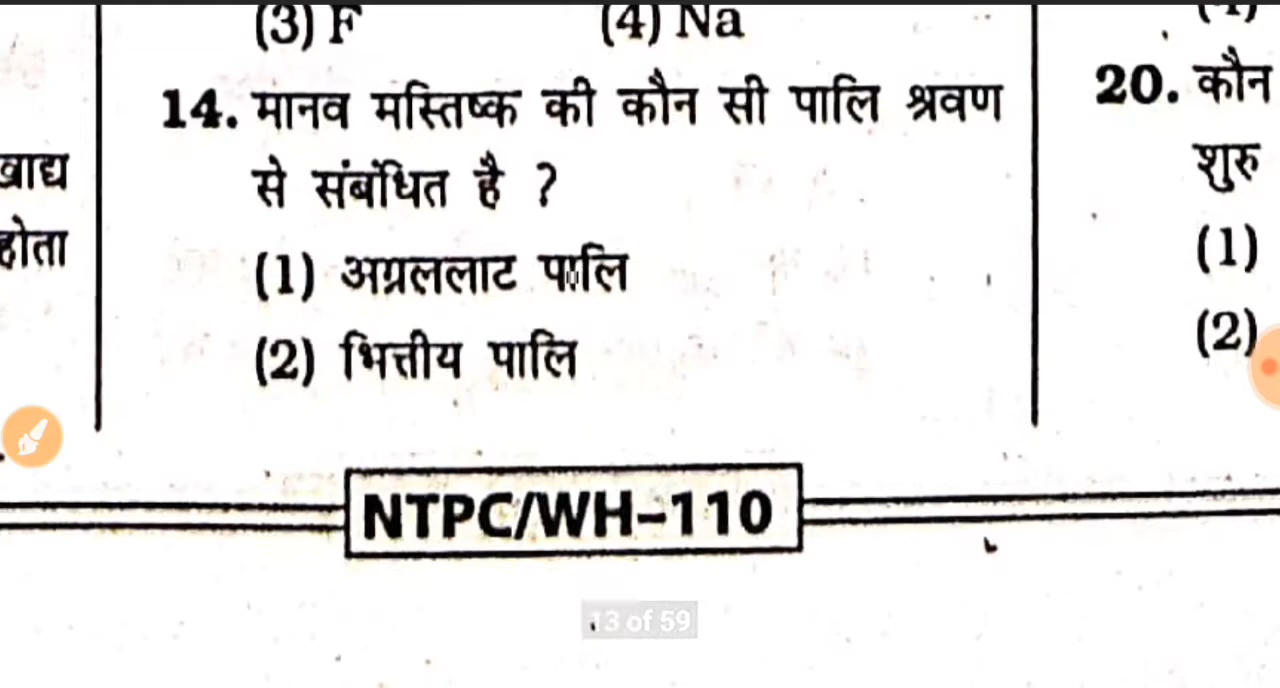 (3) F (4) Na
14. मानव मस्तिष्क की कौन सी पालि श्रवण
से संबंधित है ?
(1) अग्रललाट पालि
(2) भित्तीय पालि
खाद्य
होता
20. कौन
शुरु
(1)
(2)
NTPC/WH-110
13 of 59